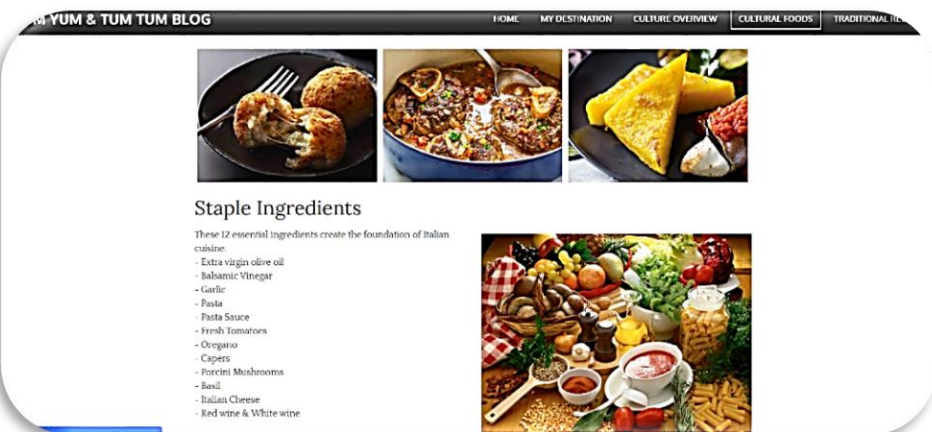 YUM & TUM TUM BLOG
HOME MY DESTINATION CULTURE OVERVIEW CULTURAL FOODS TRADITIONAL
Staple Ingredients
These 12 essential ingredients create the foundation of Italian
cuisine.
- Extra virgin olive oil
- Balsamic Vinegar
- Garlic
- Pasta
- Pasta Sauce
- Fresh Tomatoes
- Oregano
- Capers
- Porcini Mushrooms
- Basil
- Italian Cheese
- Red wine & White wine